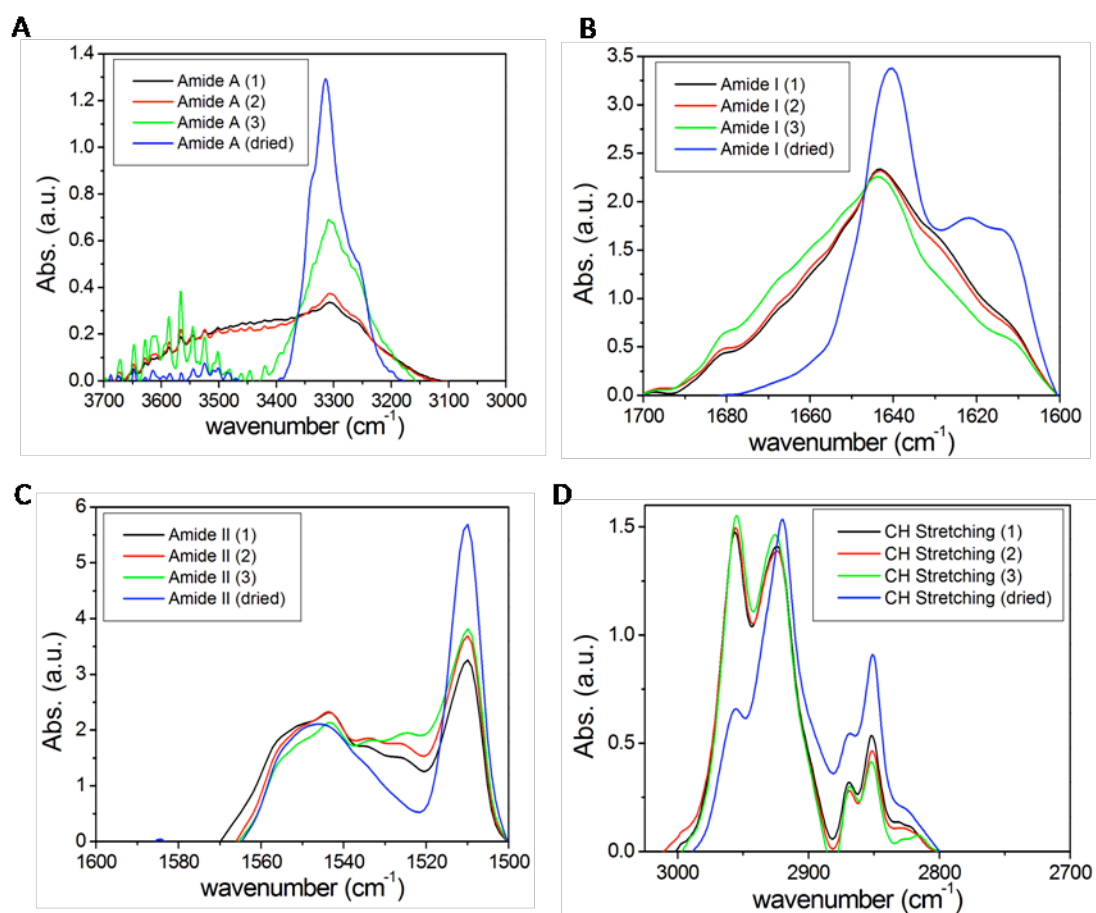 A
Amide A (1)
Amide A (2)
Amide A (3)
Amide A (dried)
Abs. (a.u.)
1.4
1.2
1.0
0.8
0.6
0.4
0.2
0.0
3700 3600 3500 3400 3300 3200 3100 3000
wavenumber (cm⁻¹)
B
Amide I (1)
Amide I (2)
Amide I (3)
Amide I (dried)
Abs. (a.u.)
3.5
3.0
2.5
2.0
1.5
1.0
0.5
0.0
1700 1680 1660 1640 1620 1600
wavenumber (cm⁻¹)
C
Amide II (1)
Amide II (2)
Amide II (3)
Amide II (dried)
Abs. (a.u.)
6
5
4
3
2
1
0
1600 1580 1560 1540 1520 1500
wavenumber (cm⁻¹)
D
CH Stretching (1)
CH Stretching (2)
CH Stretching (3)
CH Stretching (dried)
Abs. (a.u.)
1.5
1.0
0.5
0.0
3000 2900 2800 2700
wavenumber (cm⁻¹)